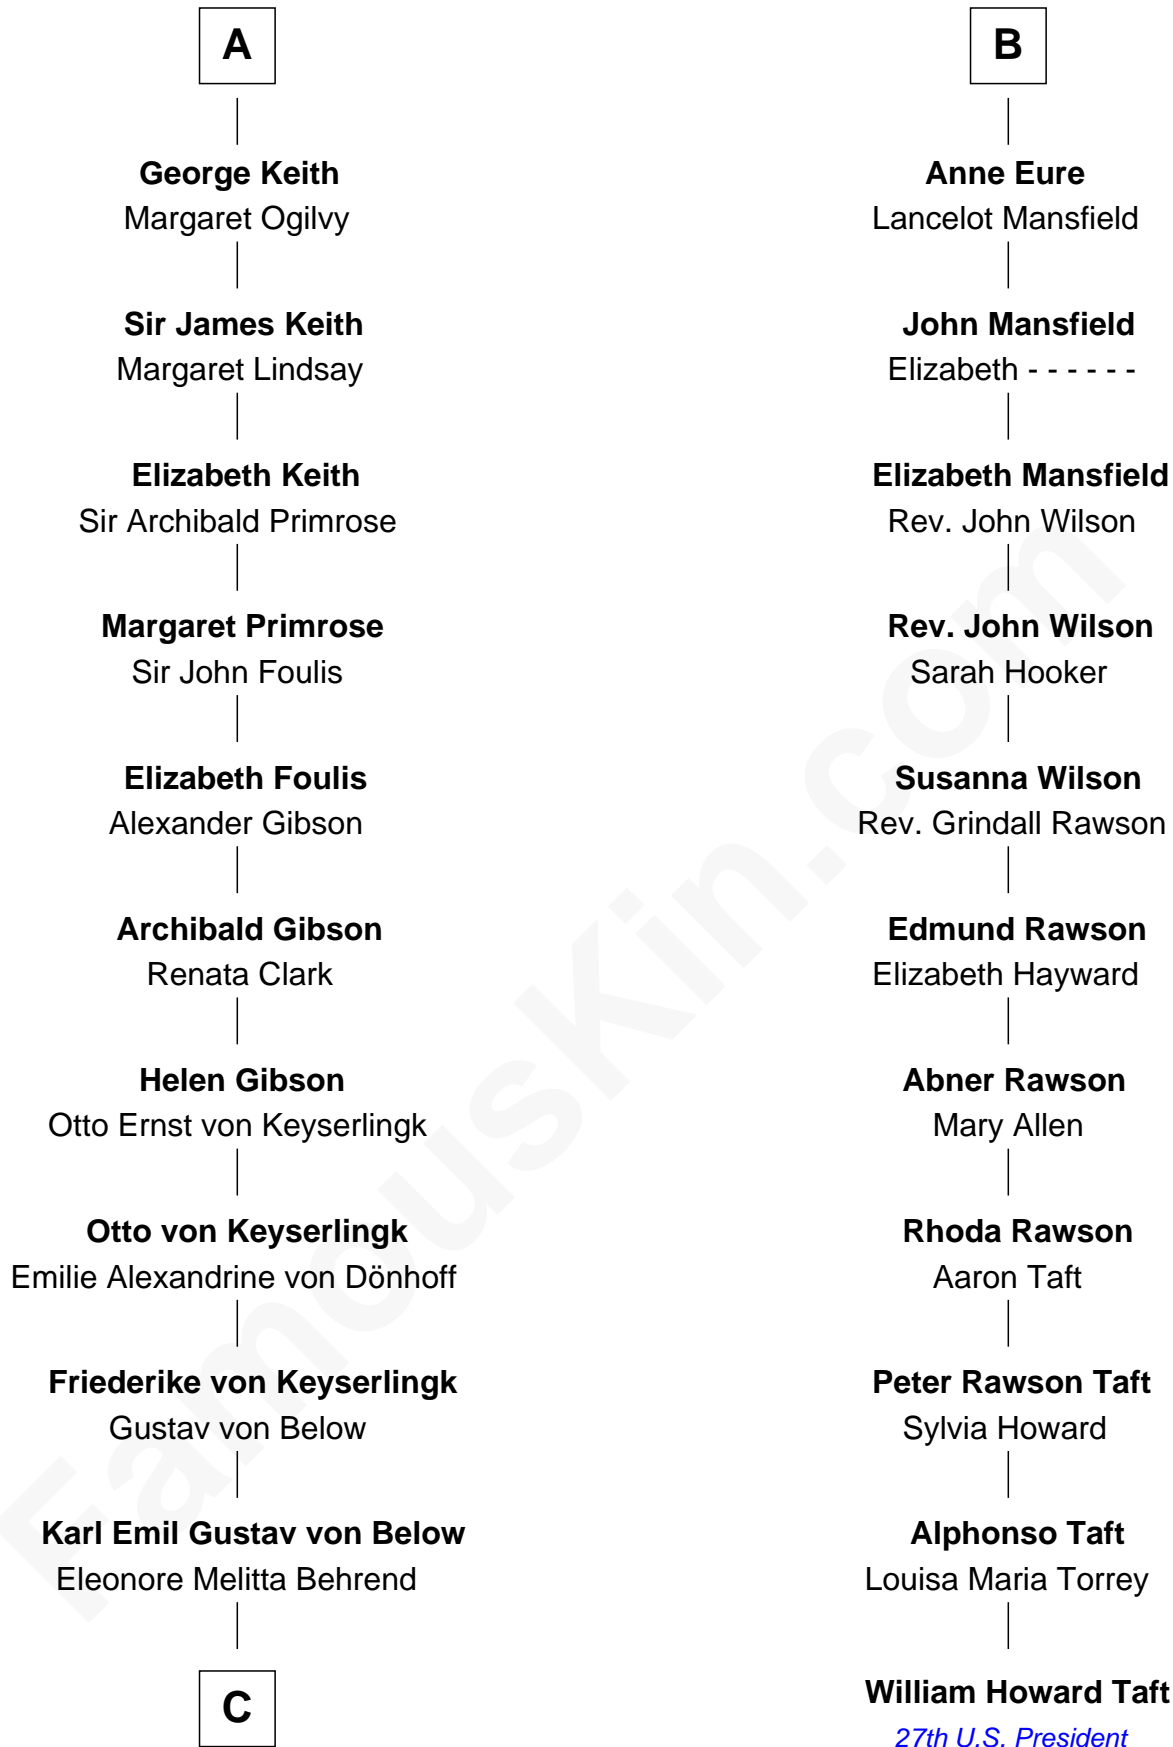 A
George Keith
Margaret Ogilvy
Sir James Keith
Margaret Lindsay
Elizabeth Keith
Sir Archibald Primrose
Margaret Primrose
Sir John Foulis
Elizabeth Foulis
Alexander Gibson
Archibald Gibson
Renata Clark
Helen Gibson
Otto Ernst von Keyserlingk
Otto von Keyserlingk
Emilie Alexandrine von Dönhoff
Friederike von Keyserlingk
Gustav von Below
Karl Emil Gustav von Below
Eleonore Melitta Behrend
C
B
Anne Eure
Lancelot Mansfield
John Mansfield
Elizabeth - - - - - -
Elizabeth Mansfield
Rev. John Wilson
Rev. John Wilson
Sarah Hooker
Susanna Wilson
Rev. Grindall Rawson
Edmund Rawson
Elizabeth Hayward
Abner Rawson
Mary Allen
Rhoda Rawson
Aaron Taft
Peter Rawson Taft
Sylvia Howard
Alphonso Taft
Louisa Maria Torrey
William Howard Taft
27th U.S. President
FamousKin.com